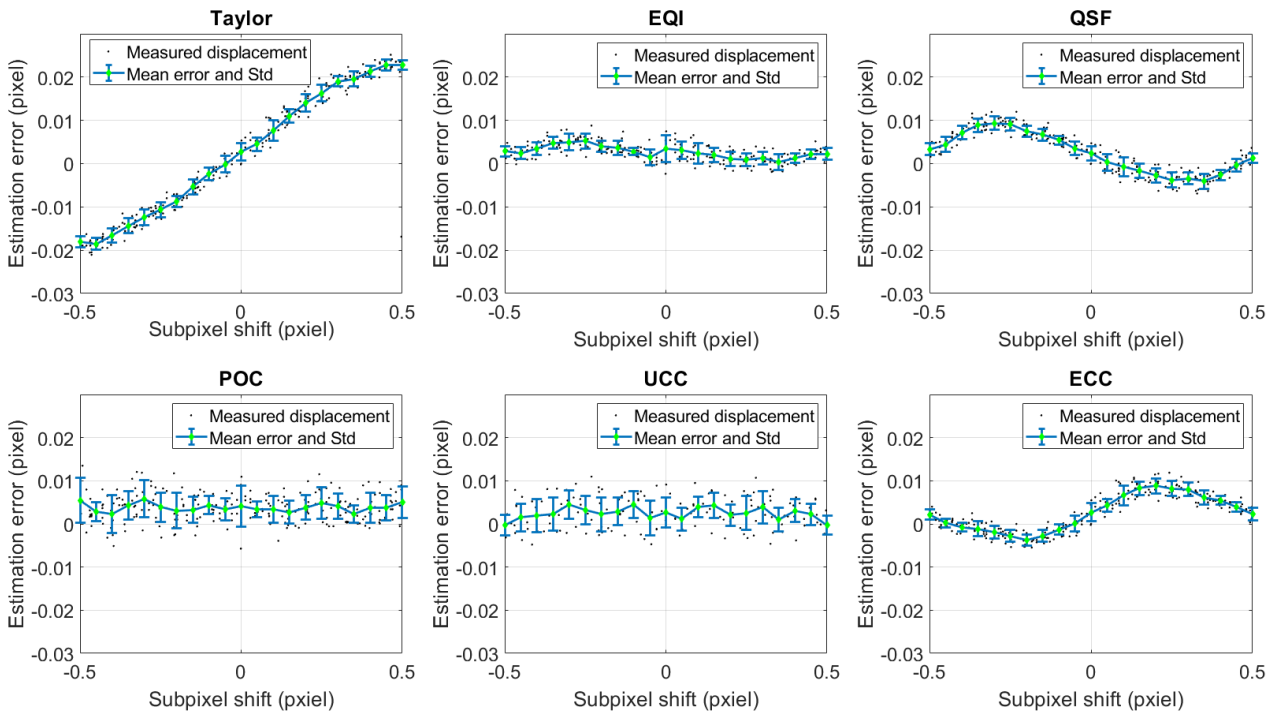 Taylor
Measured displacement
Mean error and Std
Estimation error (pixel)
0.02
0.01
0
-0.01
-0.02
-0.03
-0.5
0
0.5
Subpixel shift (pxiel)
EQI
Measured displacement
Mean error and Std
Estimation error (pixel)
0.02
0.01
0
-0.01
-0.02
-0.03
-0.5
0
0.5
Subpixel shift (pxiel)
QSF
Measured displacement
Mean error and Std
Estimation error (pixel)
0.02
0.01
0
-0.01
-0.02
-0.03
-0.5
0
0.5
Subpixel shift (pxiel)
POC
Measured displacement
Mean error and Std
Estimation error (pixel)
0.02
0.01
0
-0.01
-0.02
-0.03
-0.5
0
0.5
Subpixel shift (pxiel)
UCC
Measured displacement
Mean error and Std
Estimation error (pixel)
0.02
0.01
0
-0.01
-0.02
-0.03
-0.5
0
0.5
Subpixel shift (pxiel)
ECC
Measured displacement
Mean error and Std
Estimation error (pixel)
0.02
0.01
0
-0.01
-0.02
-0.03
-0.5
0
0.5
Subpixel shift (pxiel)